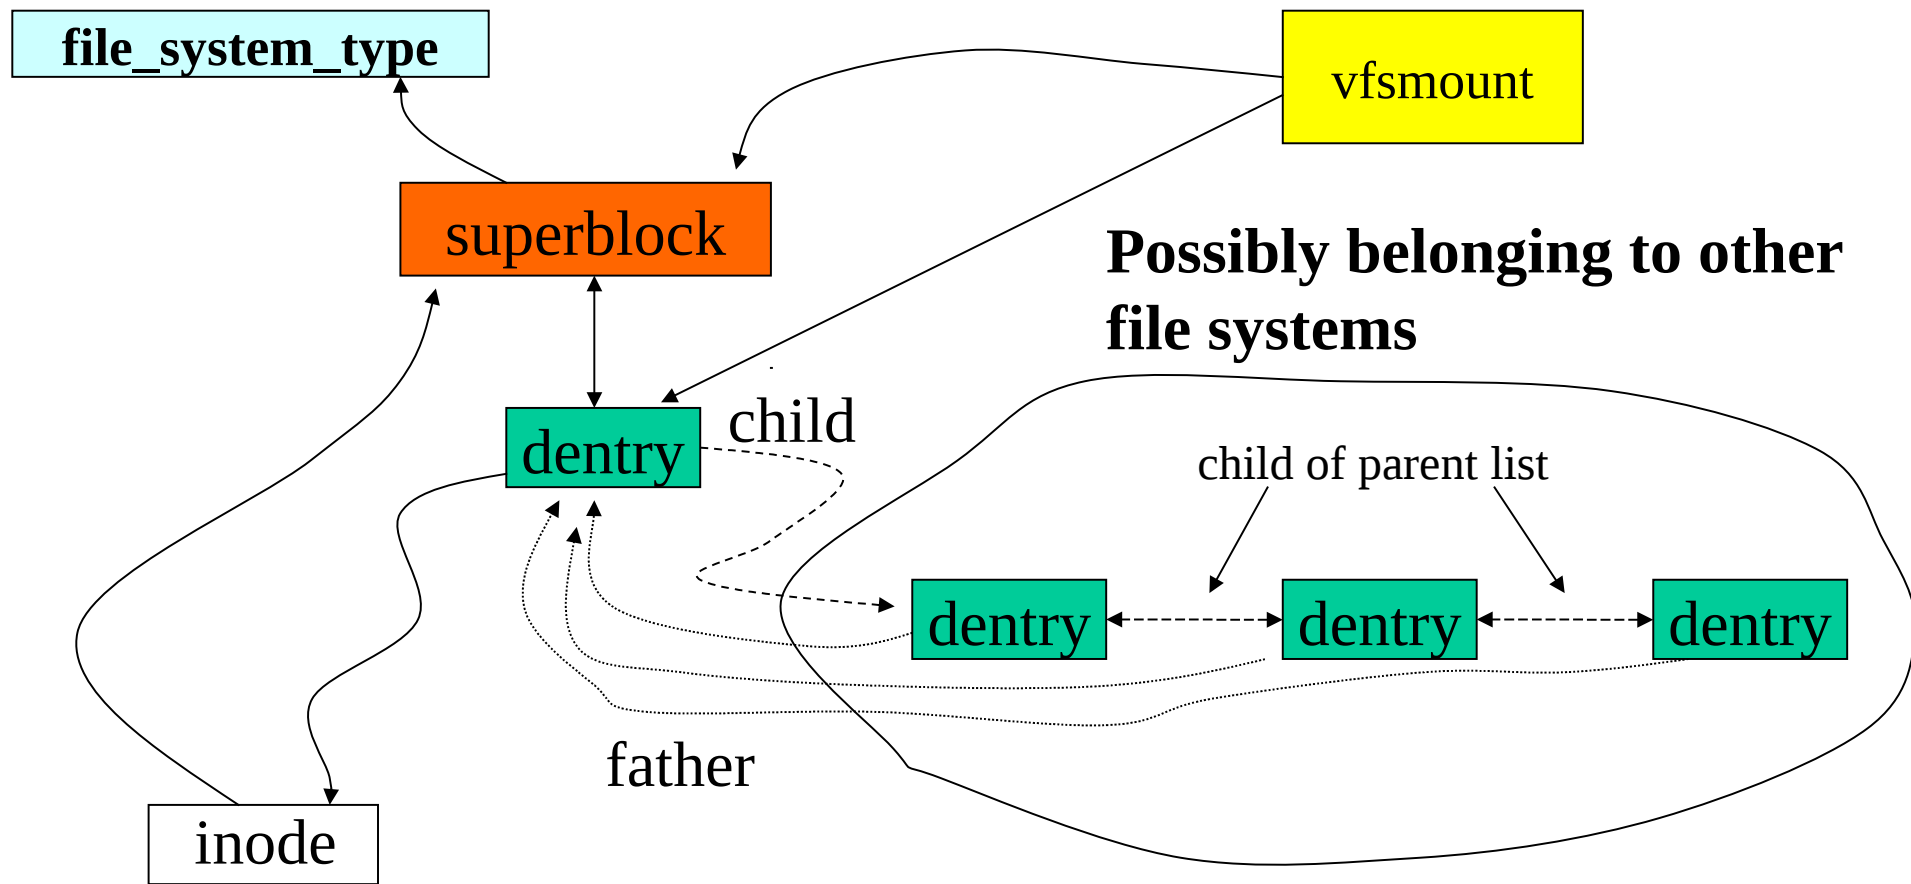 file_system_type
vfsmount
superblock
Possibly belonging to other
file systems
child
dentry
child of parent list
dentry
dentry
dentry
father
inode